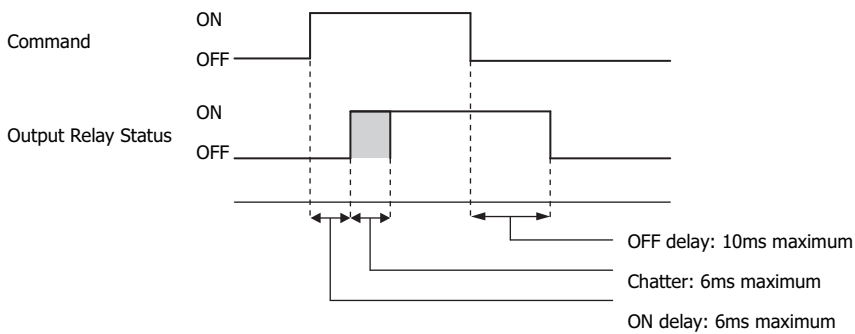 Command
ON
OFF
Output Relay Status
ON
OFF
OFF delay: 10ms maximum
Chatter: 6ms maximum
ON delay: 6ms maximum